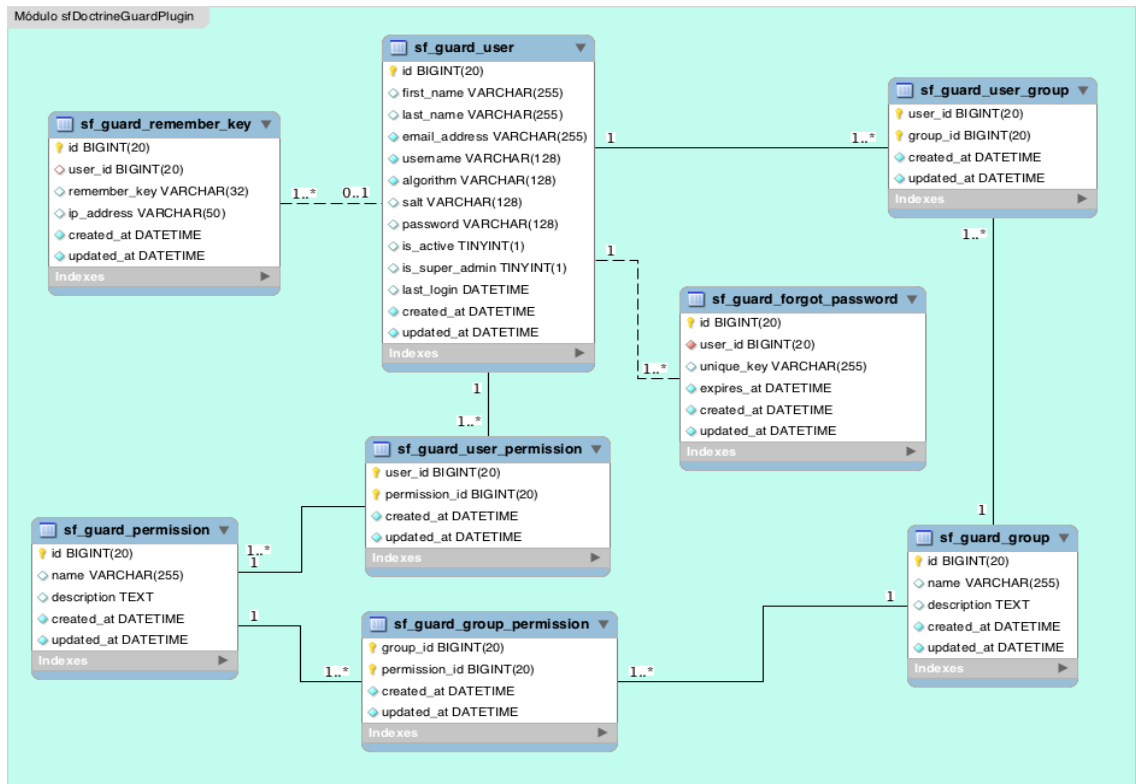 Módulo sfDoctrineGuardPlugin
sf_guard_user
id BIGINT(20)
first_name VARCHAR(255)
last_name VARCHAR(255)
email_address VARCHAR(255)
username VARCHAR(128)
algorithm VARCHAR(128)
salt VARCHAR(128)
password VARCHAR(128)
is_active TINYINT(1)
is_super_admin TINYINT(1)
last_login DATETIME
created_at DATETIME
updated_at DATETIME
Indexes
sf_guard_remember_key
id BIGINT(20)
user_id BIGINT(20)
remember_key VARCHAR(32)
ip_address VARCHAR(50)
created_at DATETIME
updated_at DATETIME
Indexes
1..*
0..1
sf_guard_user_group
user_id BIGINT(20)
group_id BIGINT(20)
created_at DATETIME
updated_at DATETIME
Indexes
1
1..*
1..*
1
1..*
sf_guard_forgot_password
id BIGINT(20)
user_id BIGINT(20)
unique_key VARCHAR(255)
expires_at DATETIME
created_at DATETIME
updated_at DATETIME
Indexes
1
1..*
sf_guard_user_permission
user_id BIGINT(20)
permission_id BIGINT(20)
created_at DATETIME
updated_at DATETIME
Indexes
sf_guard_permission
id BIGINT(20)
name VARCHAR(255)
description TEXT
created_at DATETIME
updated_at DATETIME
Indexes
1..*
1
1
1..*
sf_guard_group_permission
group_id BIGINT(20)
permission_id BIGINT(20)
created_at DATETIME
updated_at DATETIME
Indexes
1..*
1
1
sf_guard_group
id BIGINT(20)
name VARCHAR(255)
description TEXT
created_at DATETIME
updated_at DATETIME
Indexes